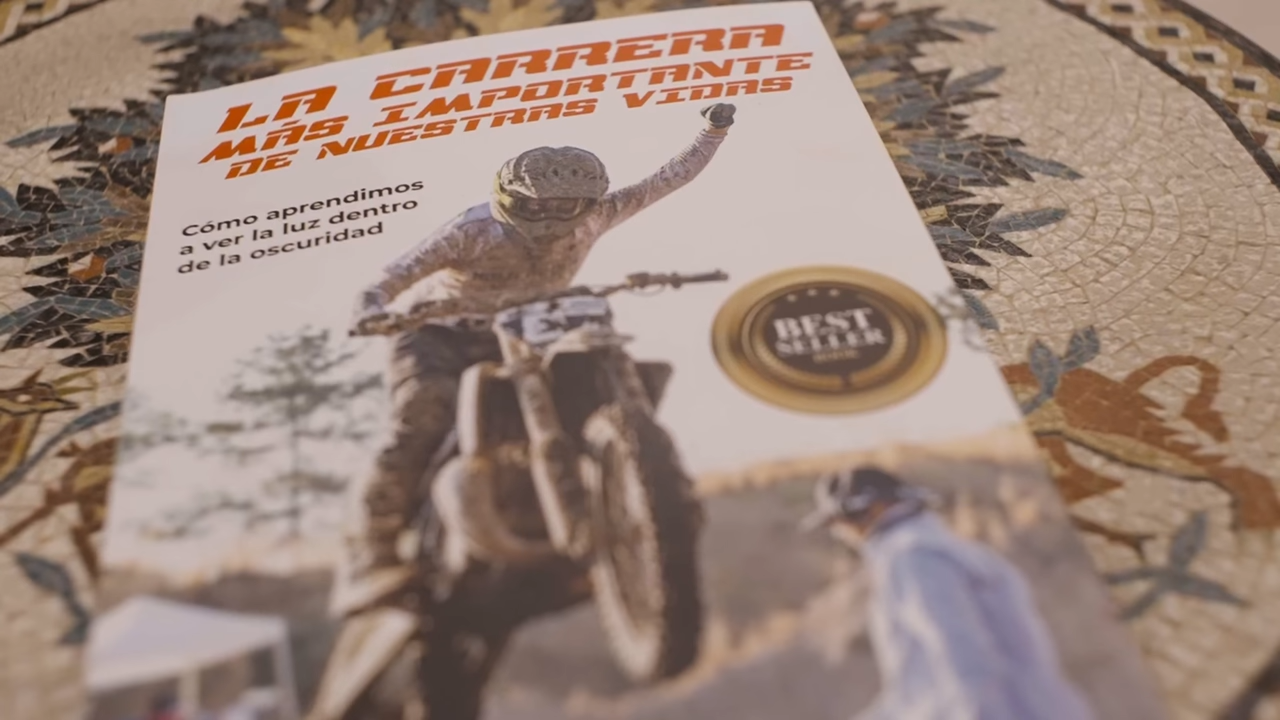 LA CARRERA
MÁS IMPORTANTE
DE NUESTRAS VIDAS
Cómo aprendimos
a ver la luz dentro
de la oscuridad
BEST
SELLER